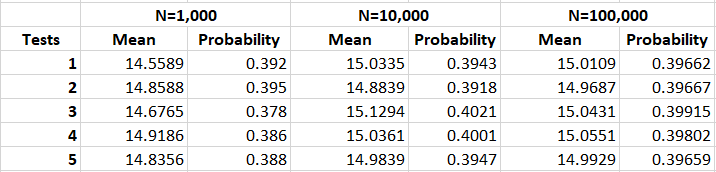 N=1,000 N=10,000 N=100,000
Tests Mean Probability Mean Probability Mean Probability
1 14.5589 0.392 15.0335 0.3943 15.0109 0.39662
2 14.8588 0.395 14.8839 0.3918 14.9687 0.39667
3 14.6765 0.378 15.1294 0.4021 15.0431 0.39915
4 14.9186 0.386 15.0361 0.4001 15.0551 0.39802
5 14.8356 0.388 14.9839 0.3947 14.9929 0.39659